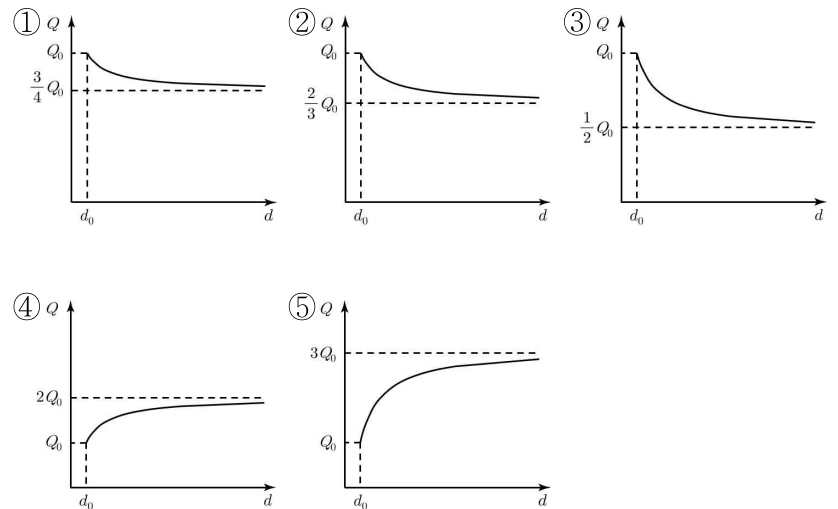 ① Q
Q₀
3/4 Q₀
d₀ d
② Q
Q₀
2/3 Q₀
d₀ d
③ Q
Q₀
1/2 Q₀
d₀ d
④ Q
2Q₀
Q₀
d₀ d
⑤ Q
3Q₀
Q₀
d₀ d